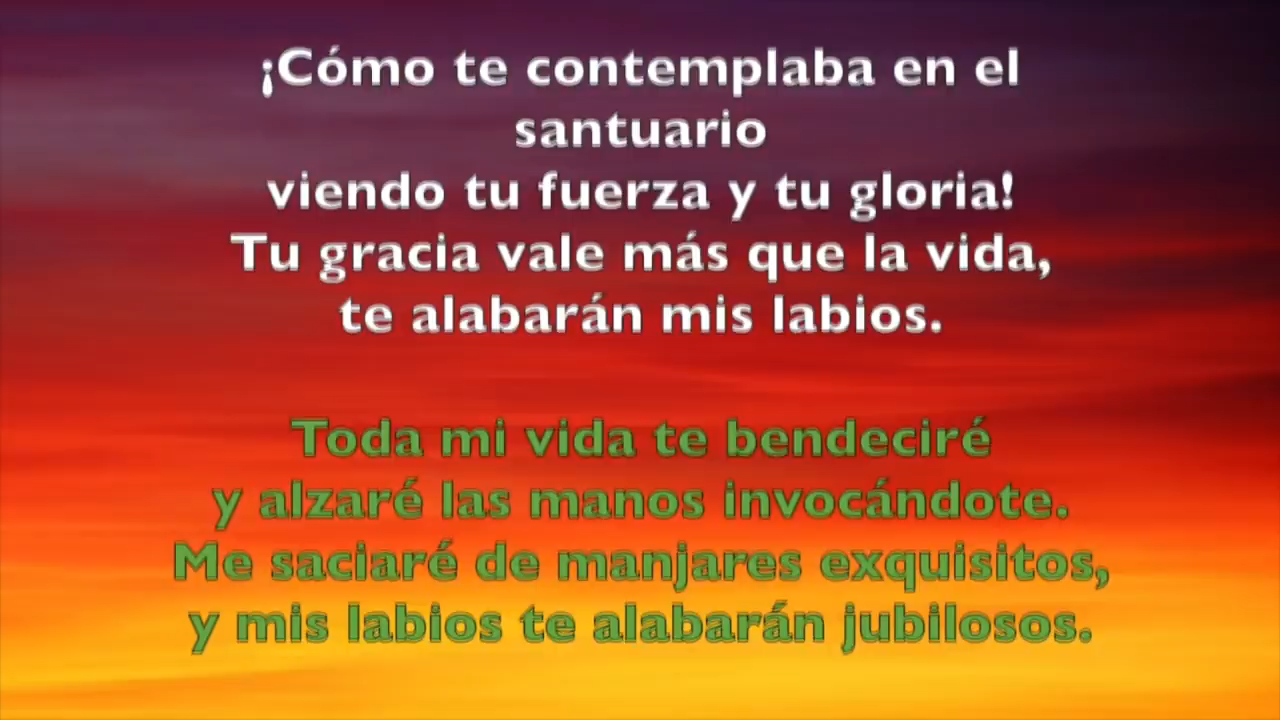 ¡Cómo te contemplaba en el
santuario
viendo tu fuerza y tu gloria!
Tu gracia vale más que la vida,
te alabarán mis labios.
Toda mi vida te bendeciré
y alzaré las manos invocándote.
Me saciaré de manjares exquisitos,
y mis labios te alabarán jubilosos.